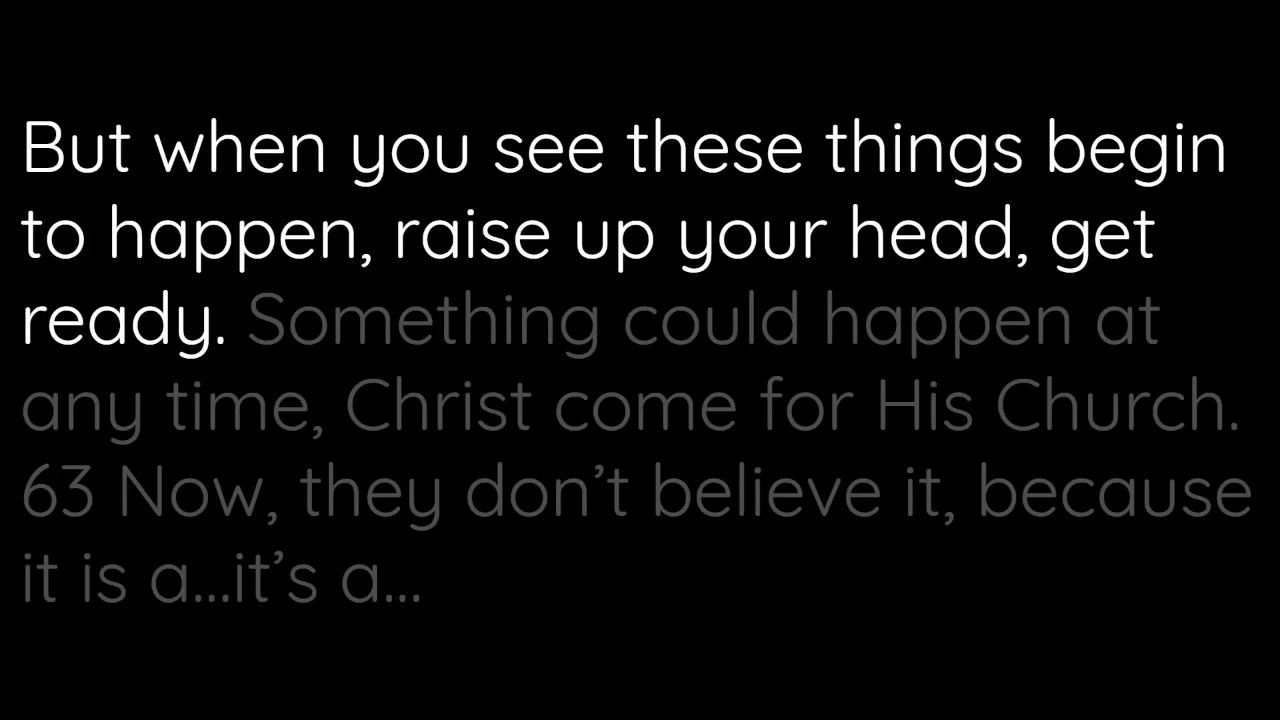 But when you see these things begin
to happen, raise up your head, get
ready. Something could happen at
any time, Christ come for His Church.
63 Now, they don’t believe it, because
it is a...it’s a...